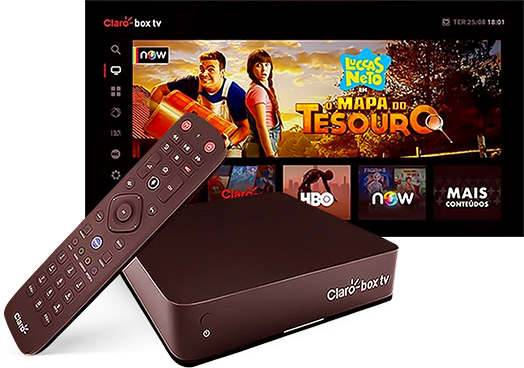 Claro box tv
TER 25/08 18:01
now
LUCCAS
NETO
EM
O MAPA DO
TESOURO
Claro
HBO
now
MAIS
CONTEÚDOS
Claro box tv
Claro